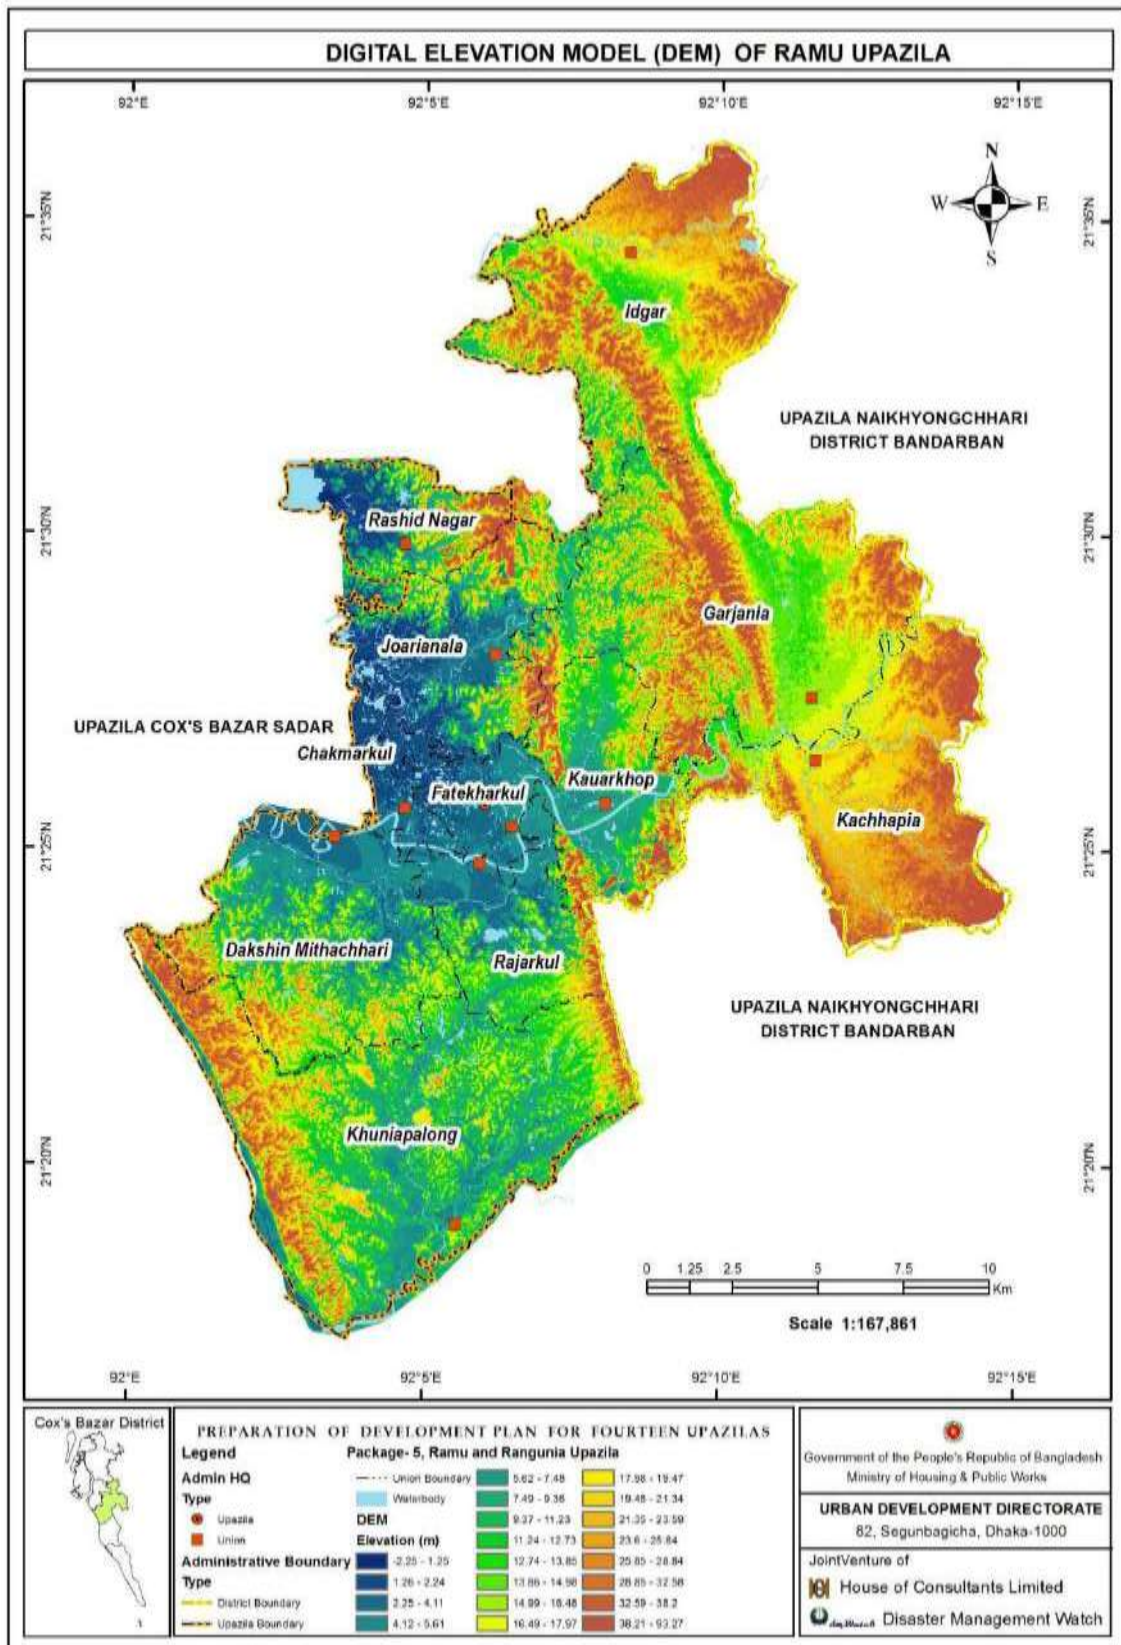 DIGITAL ELEVATION MODEL (DEM) OF RAMU UPAZILA
92°E 92°5'E 92°10'E 92°15'E
N
W E
S
21°35'N 21°35'N
Idgar
UPAZILA NAIKHYONGCHHARI
DISTRICT BANDARBAN
Rashid Nagar
21°30'N 21°30'N
Garjania
Joarianala
UPAZILA COX'S BAZAR SADAR
Chakmarkul
Kauarkhop
Fatekharkul
Kachhapia
21°25'N 21°25'N
Dakshin Mithachhari
Rajarkul
UPAZILA NAIKHYONGCHHARI
DISTRICT BANDARBAN
Khuniapalong
21°20'N 21°20'N
0 1.25 2.5 5 7.5 10
Km
Scale 1:167,861
92°E 92°5'E 92°10'E 92°15'E
Cox's Bazar District
PREPARATION OF DEVELOPMENT PLAN FOR FOURTEEN UPAZILAS
Package- 5, Ramu and Rangunia Upazila
Legend
Admin HQ
Type
Upazila
Union
Administrative Boundary
Type
District Boundary
Upazila Boundary
Union Boundary
Waterbody
DEM
Elevation (m)
-2.25 - 1.25
1.26 - 2.24
2.25 - 4.11
4.12 - 5.61
5.62 - 7.48
7.49 - 9.36
9.37 - 11.23
11.24 - 12.73
12.74 - 13.85
13.86 - 14.98
14.99 - 16.48
16.49 - 17.97
17.98 - 19.47
19.48 - 21.34
21.35 - 23.59
23.6 - 25.84
25.85 - 28.84
28.85 - 32.58
32.59 - 38.2
38.21 - 93.27
Government of the People's Republic of Bangladesh
Ministry of Housing & Public Works
URBAN DEVELOPMENT DIRECTORATE
82, Segunbagicha, Dhaka-1000
JointVenture of
House of Consultants Limited
Disaster Management Watch